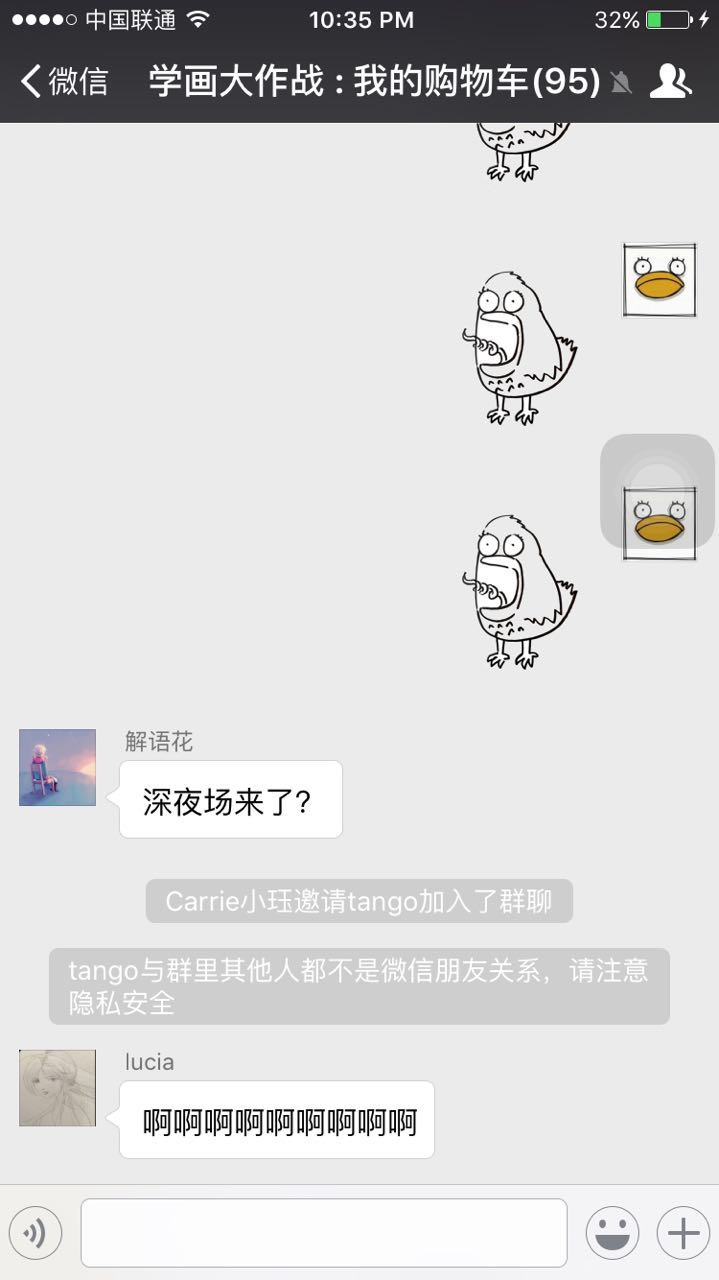 中国联通 10:35 PM 32%
微信 学画大作战 : 我的购物车(95)
解语花
深夜场来了？
Carrie小珏邀请tango加入了群聊
tango与群里其他人都不是微信朋友关系，请注意
隐私安全
lucia
啊啊啊啊啊啊啊啊啊